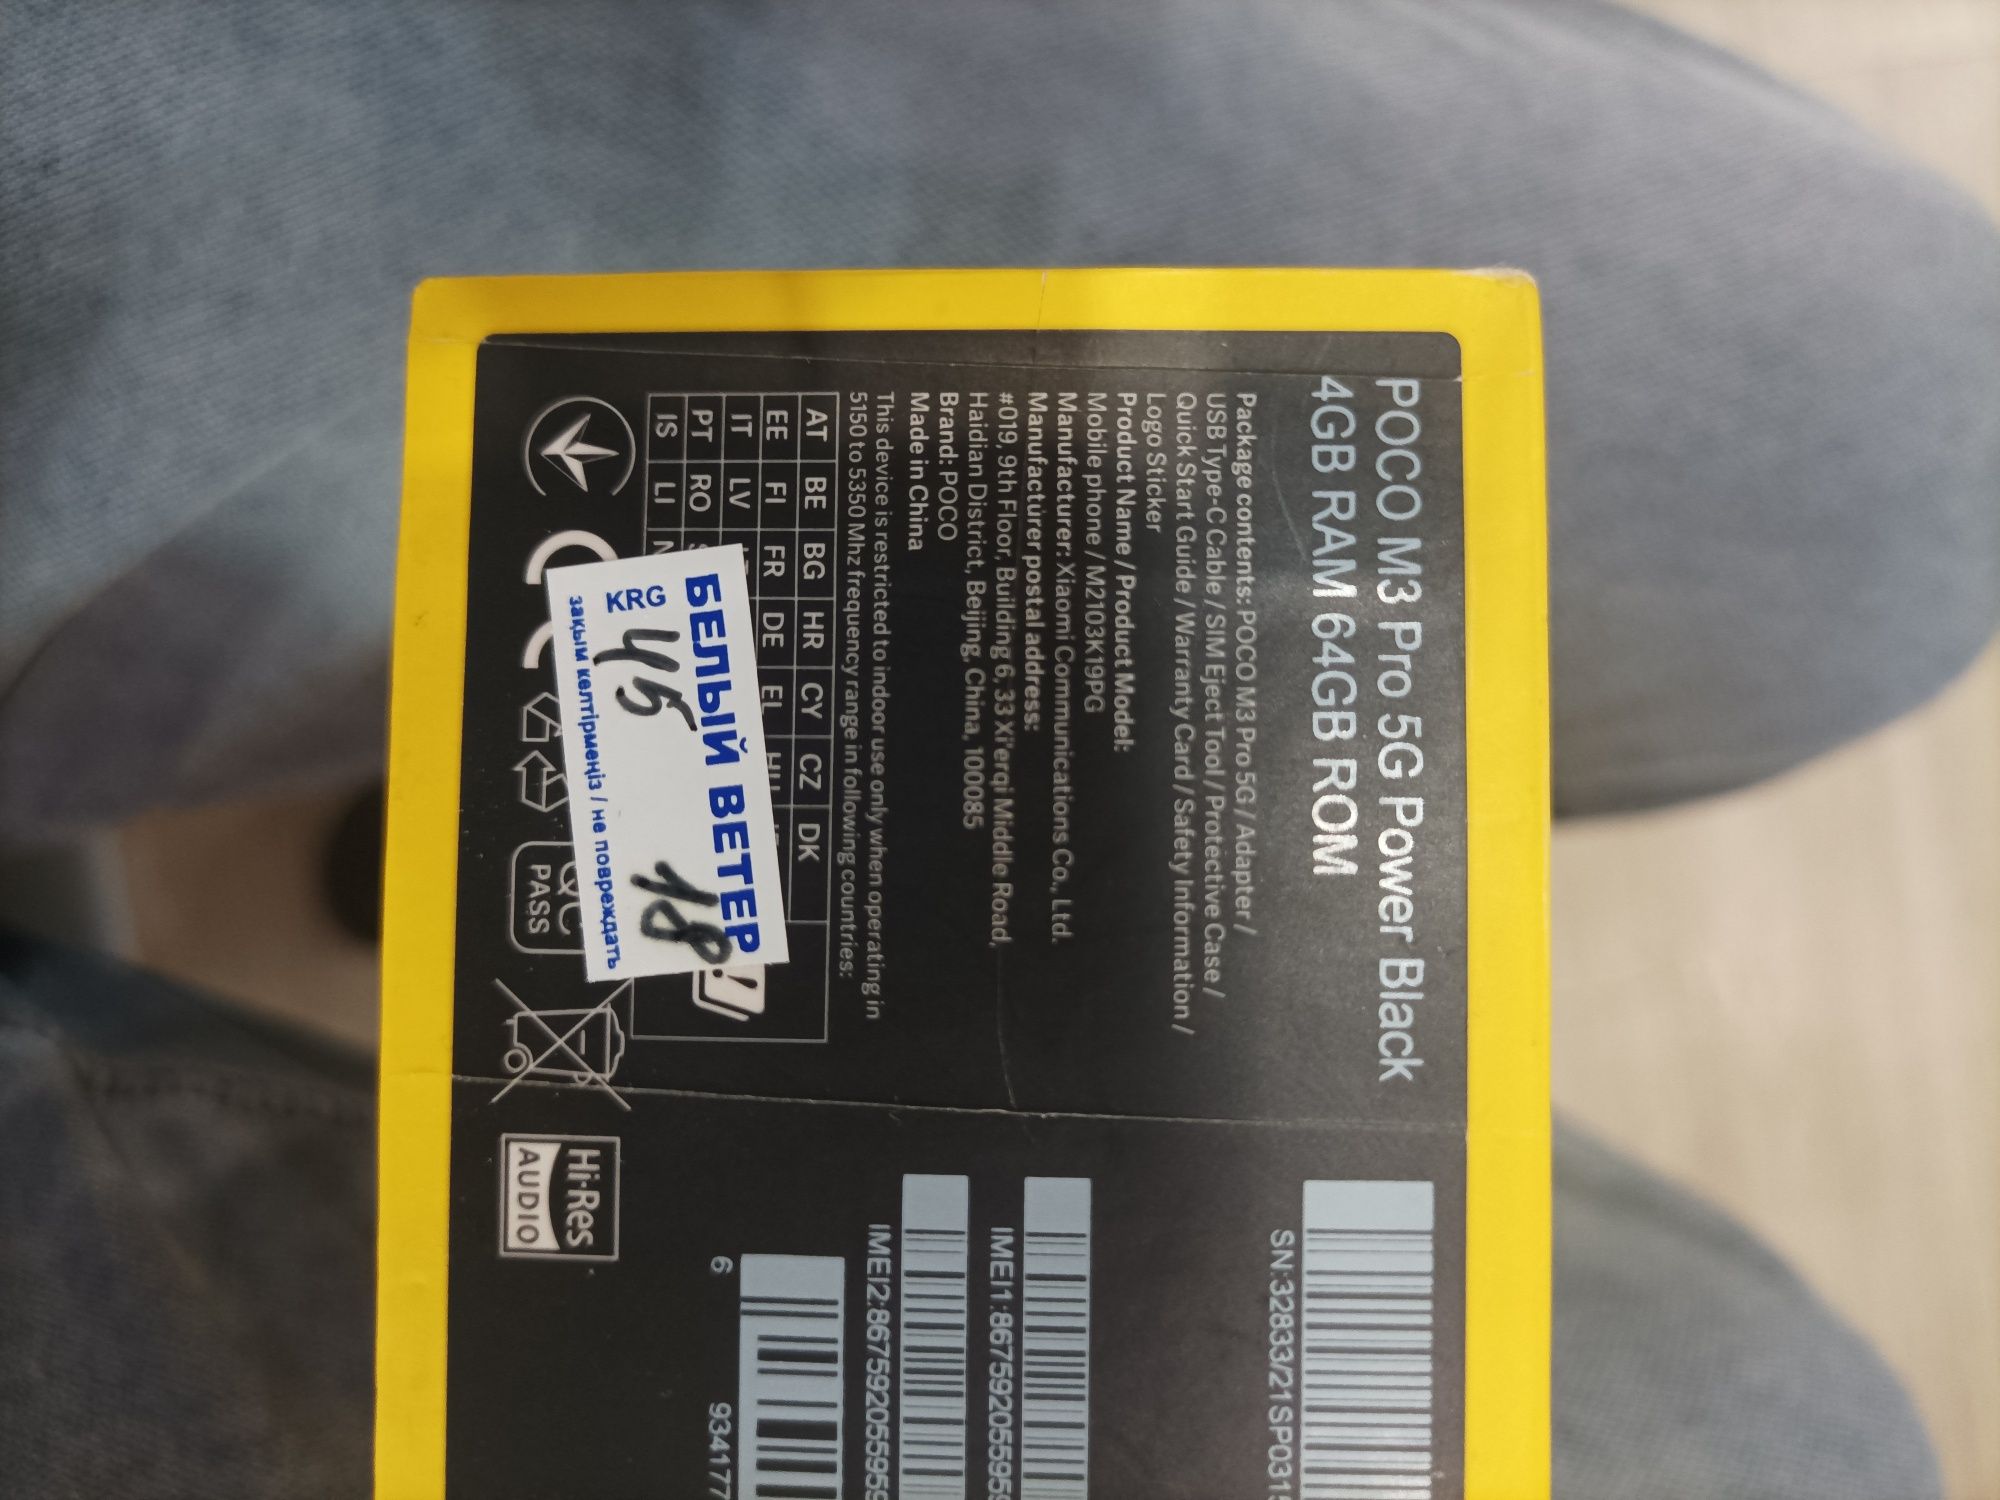 POCO M3 Pro 5G Power Black
4GB RAM 64GB ROM
Package contents: POCO M3 Pro 5G / Adapter /
USB Type-C Cable / SIM Eject Tool / Protective Case /
Quick Start Guide / Warranty Card / Safety Information /
Logo Sticker
Product Name / Product Model:
Mobile phone / M2103K19PG
Manufacturer: Xiaomi Communications Co., Ltd.
Manufacturer postal address:
#019, 9th Floor, Building 6, 33 Xi'erqi Middle Road,
Haidian District, Beijing, China, 100085
Brand: POCO
Made in China
This device is restricted to indoor use only when operating in
5150 to 5350 Mhz frequency range in following countries:
AT BE BG HR CY CZ DK
EE FI FR DE EL
IT LV
PT RO
IS LI
БЕЛЫЙ ВЕТЕР
KRG 45 18
зақым келтірмеңіз / не повреждать
QC
PASS
Hi-Res
AUDIO
SN:32833/21SP031
IMEI1:86759205595
IMEI2:86759205595
6 934177